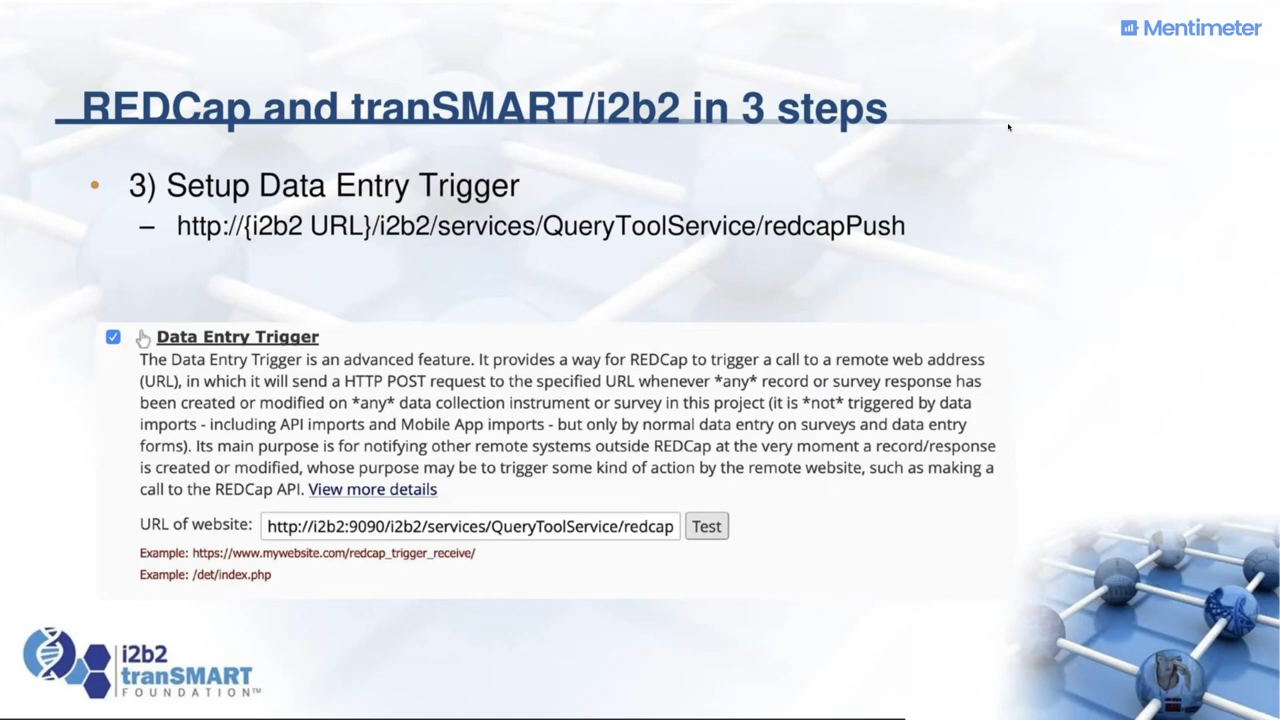 Mentimeter
REDCap and tranSMART/i2b2 in 3 steps
• 3) Setup Data Entry Trigger
– http://{i2b2 URL}/i2b2/services/QueryToolService/redcapPush
Data Entry Trigger
The Data Entry Trigger is an advanced feature. It provides a way for REDCap to trigger a call to a remote web address
(URL), in which it will send a HTTP POST request to the specified URL whenever *any* record or survey response has
been created or modified on *any* data collection instrument or survey in this project (it is *not* triggered by data
imports - including API imports and Mobile App imports - but only by normal data entry on surveys and data entry
forms). Its main purpose is for notifying other remote systems outside REDCap at the very moment a record/response
is created or modified, whose purpose may be to trigger some kind of action by the remote website, such as making a
call to the REDCap API. View more details
URL of website: http://i2b2:9090/i2b2/services/QueryToolService/redcap Test
Example: https://www.mywebsite.com/redcap_trigger_receive/
Example: /det/index.php
i2b2
tranSMART
FOUNDATION™